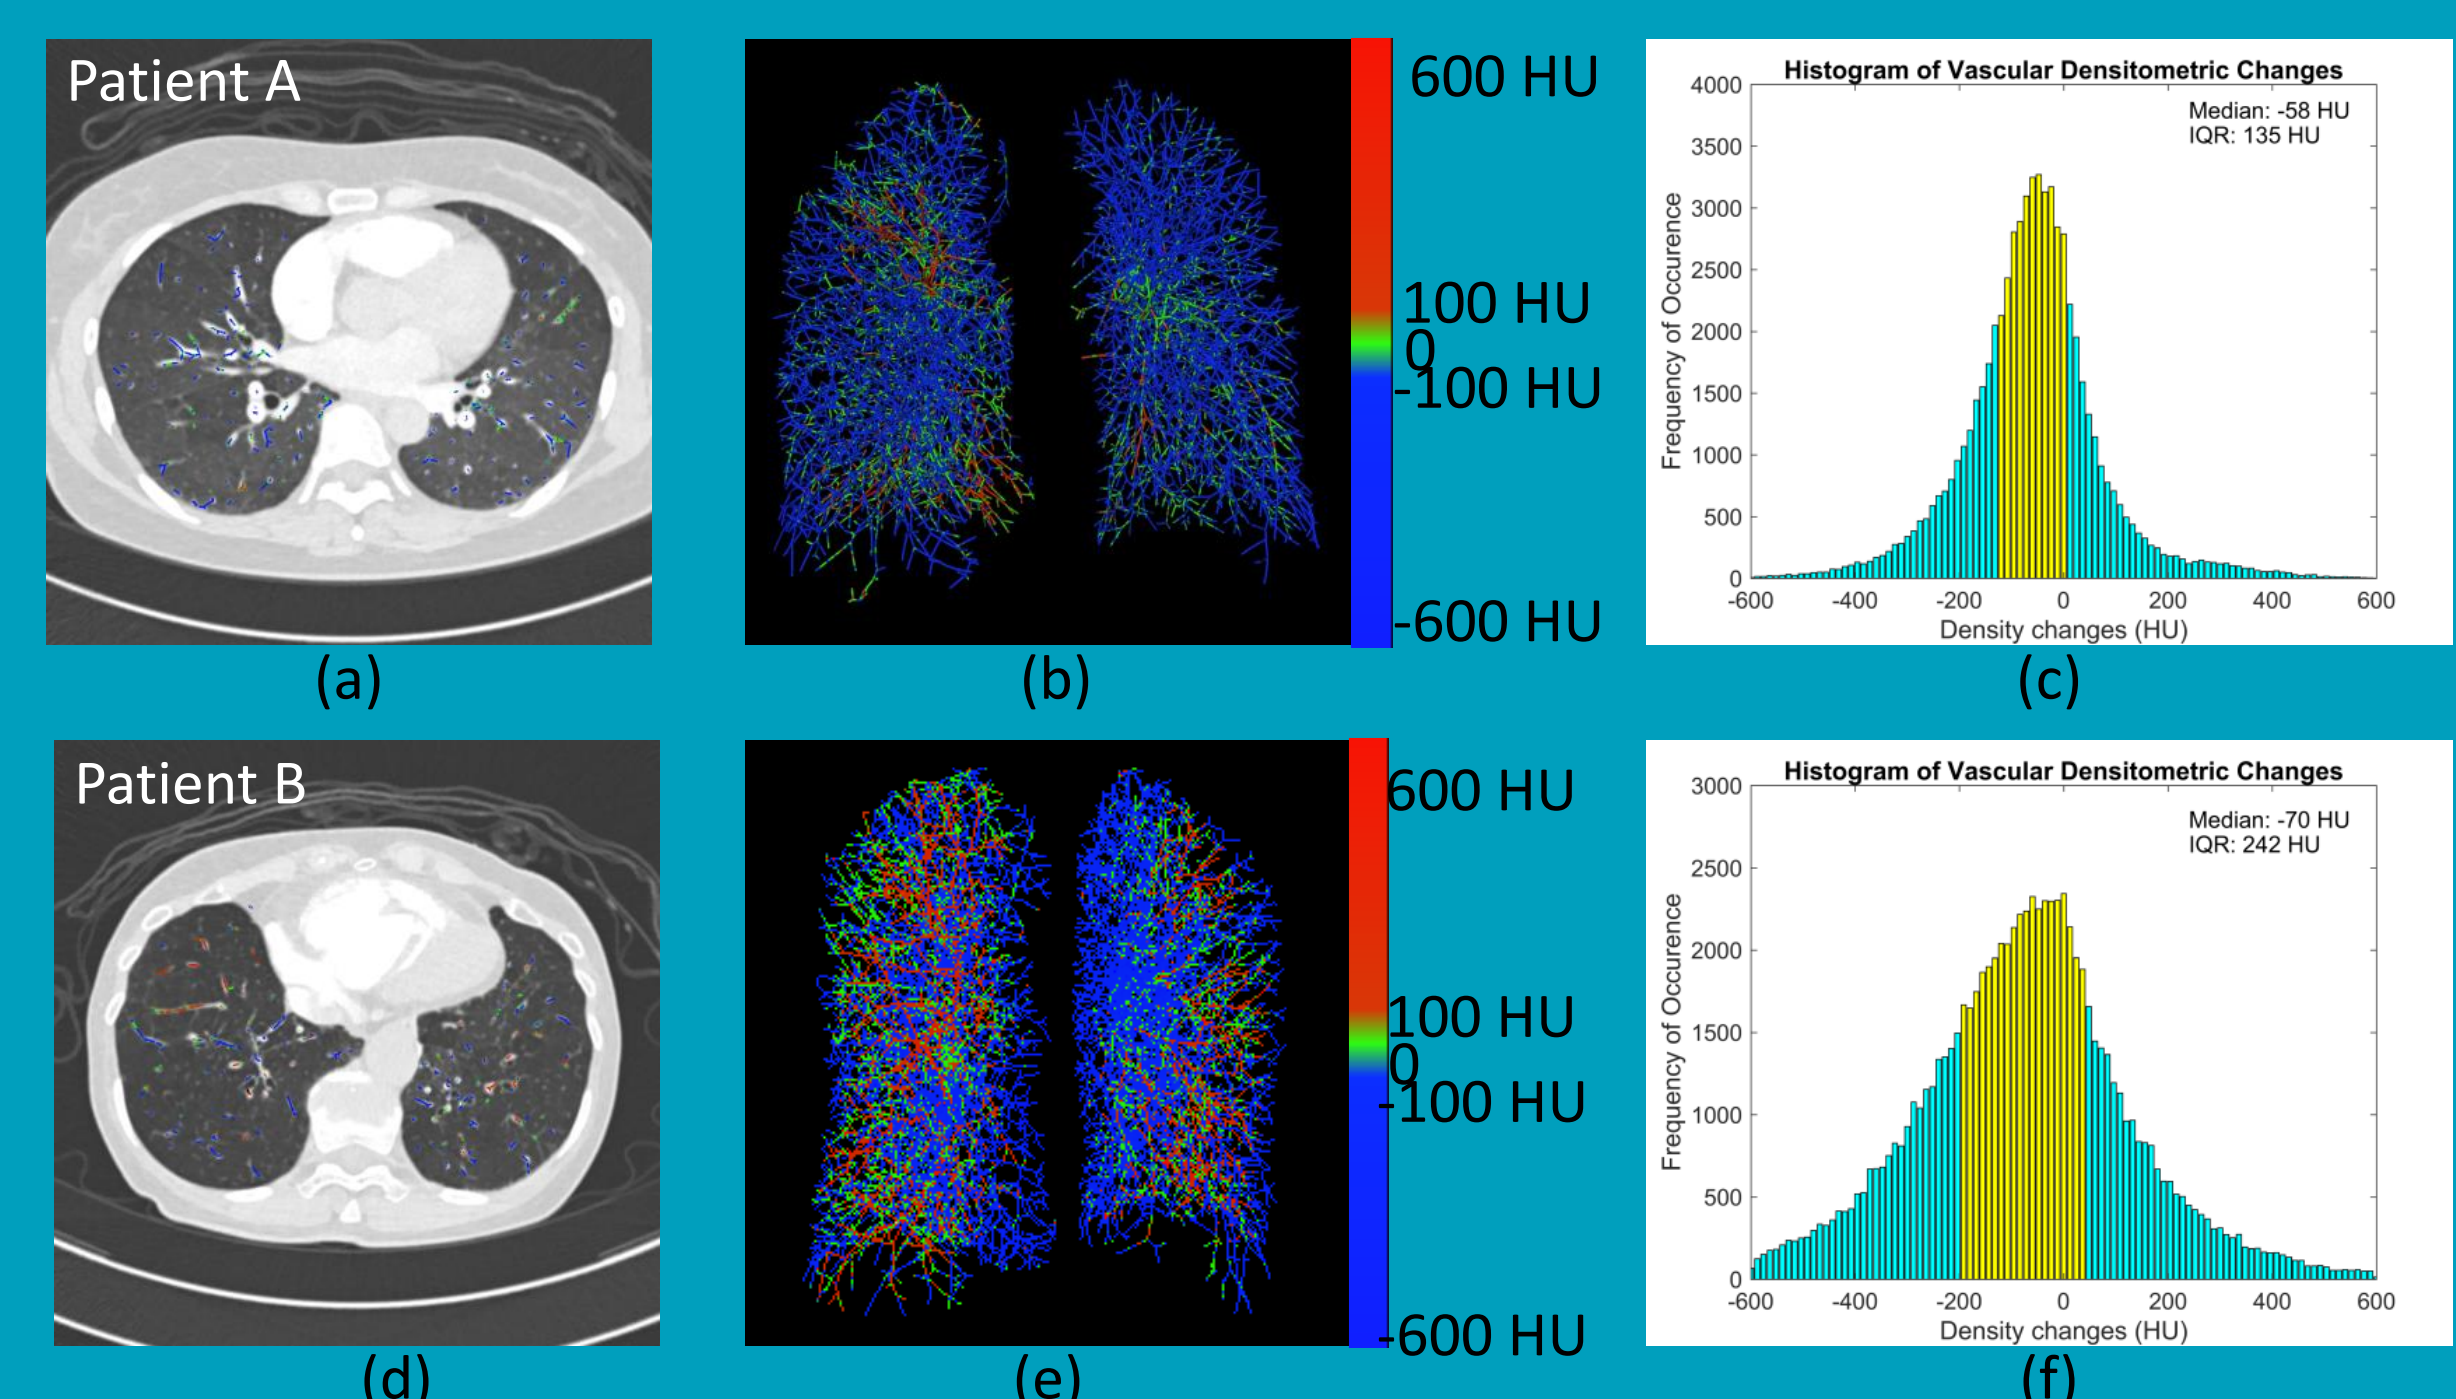 Patient A
600 HU
100 HU
0
-100 HU
-600 HU
Histogram of Vascular Densitometric Changes
Median: -58 HU
IQR: 135 HU
4000
3500
3000
2500
2000
1500
1000
500
0
Frequency of Occurence
-600 -400 -200 0 200 400 600
Density changes (HU)
(a)
(b)
(c)
Patient B
600 HU
100 HU
0
-100 HU
-600 HU
Histogram of Vascular Densitometric Changes
Median: -70 HU
IQR: 242 HU
3000
2500
2000
1500
1000
500
0
Frequency of Occurence
-600 -400 -200 0 200 400 600
Density changes (HU)
(d)
(e)
(f)